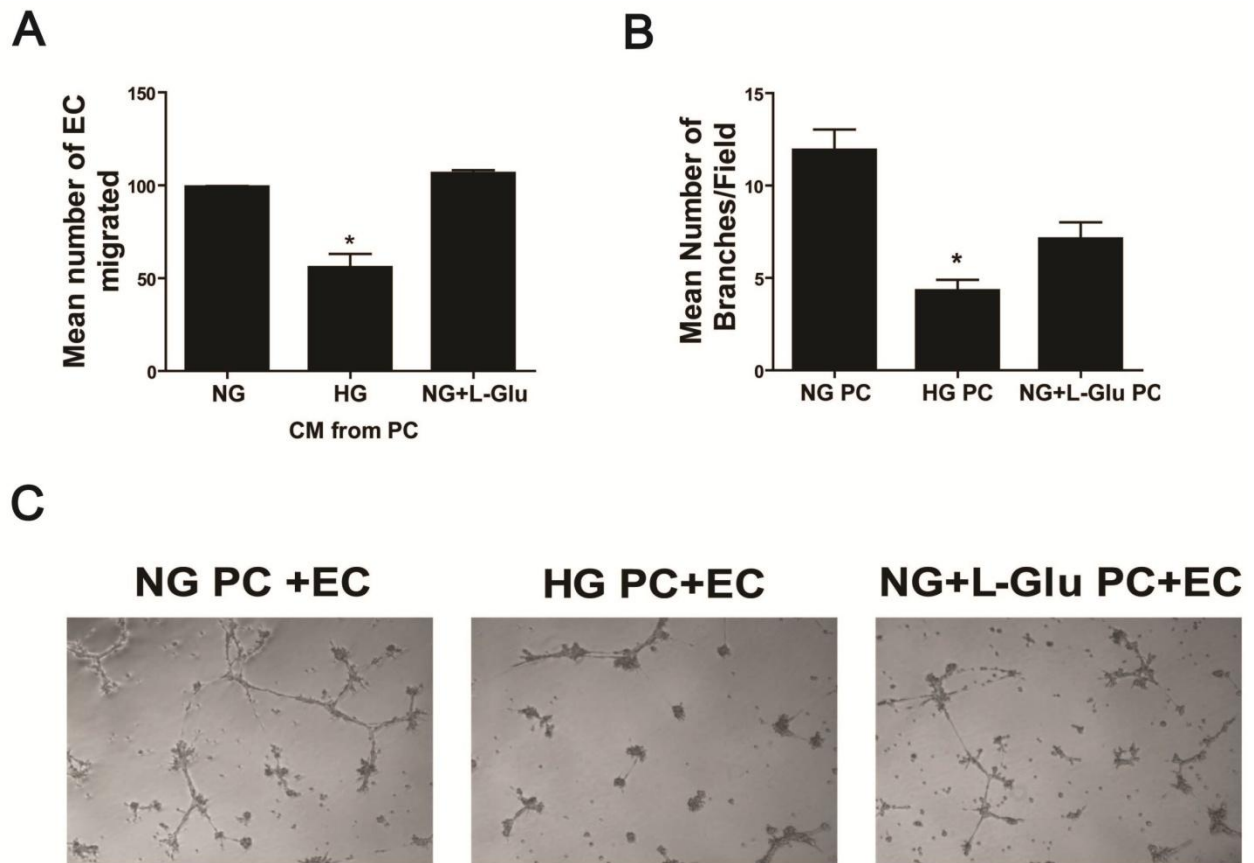 A
Mean number of EC
migrated
150
100
50
0
*
NG
HG
NG+L-Glu
CM from PC
B
Mean Number of
Branches/Field
15
10
5
0
*
NG PC
HG PC
NG+L-Glu PC
C
NG PC +EC
HG PC+EC
NG+L-Glu PC+EC